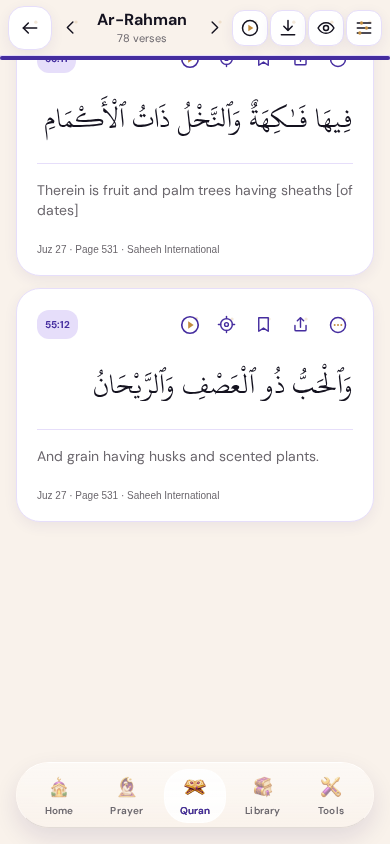 Ar-Rahman
78 verses
55:11
فِيهَا فَـٰكِهَةٌ وَٱلنَّخْلُ ذَاتُ ٱلْأَكْمَامِ
Therein is fruit and palm trees having sheaths [of
dates]
Juz 27 · Page 531 · Saheeh International
55:12
وَٱلْحَبُّ ذُو ٱلْعَصْفِ وَٱلرَّيْحَانُ
And grain having husks and scented plants.
Juz 27 · Page 531 · Saheeh International
Home
Prayer
Quran
Library
Tools